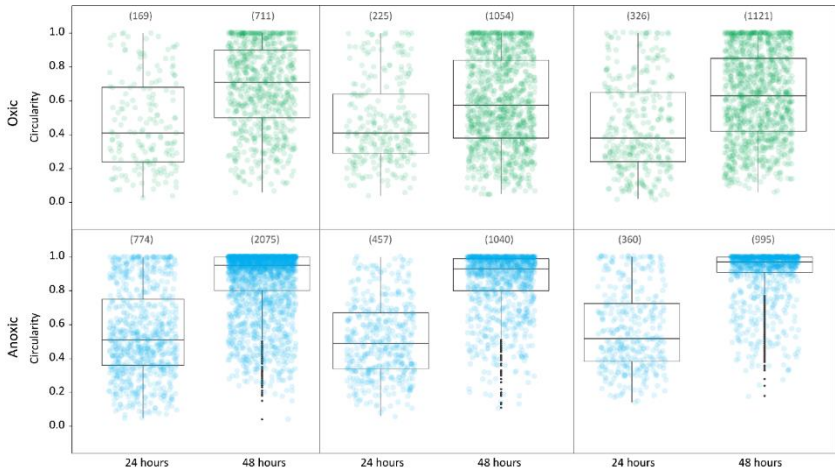 (169) (711) (225) (1054) (326) (1121)
1.0
0.8
0.6
0.4
0.2
0.0
Oxic
Circularity
(774) (2075) (457) (1040) (360) (995)
1.0
0.8
0.6
0.4
0.2
0.0
Anoxic
Circularity
24 hours 48 hours 24 hours 48 hours 24 hours 48 hours